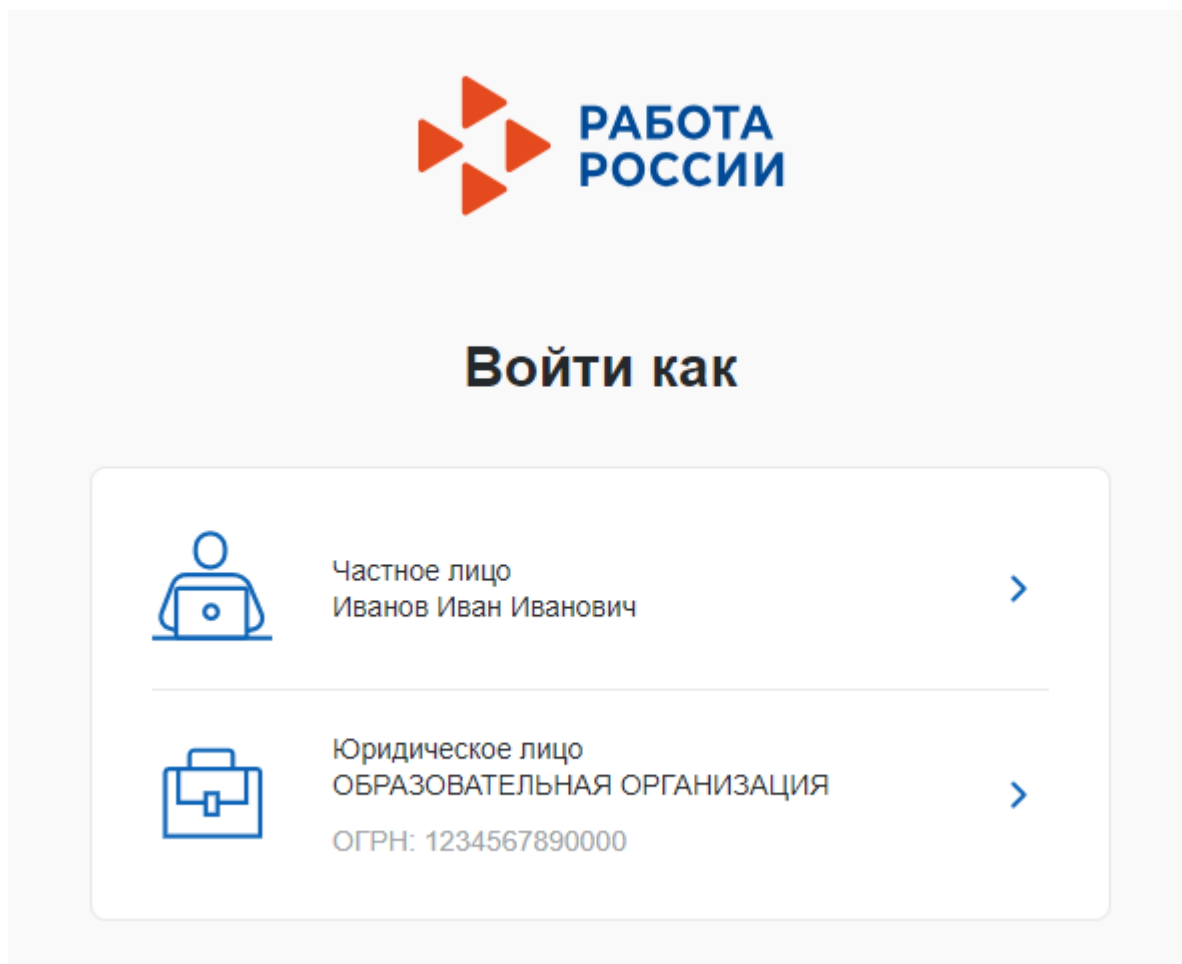 РАБОТА
РОССИИ
Войти как
Частное лицо
Иванов Иван Иванович
Юридическое лицо
ОБРАЗОВАТЕЛЬНАЯ ОРГАНИЗАЦИЯ
ОГРН: 1234567890000